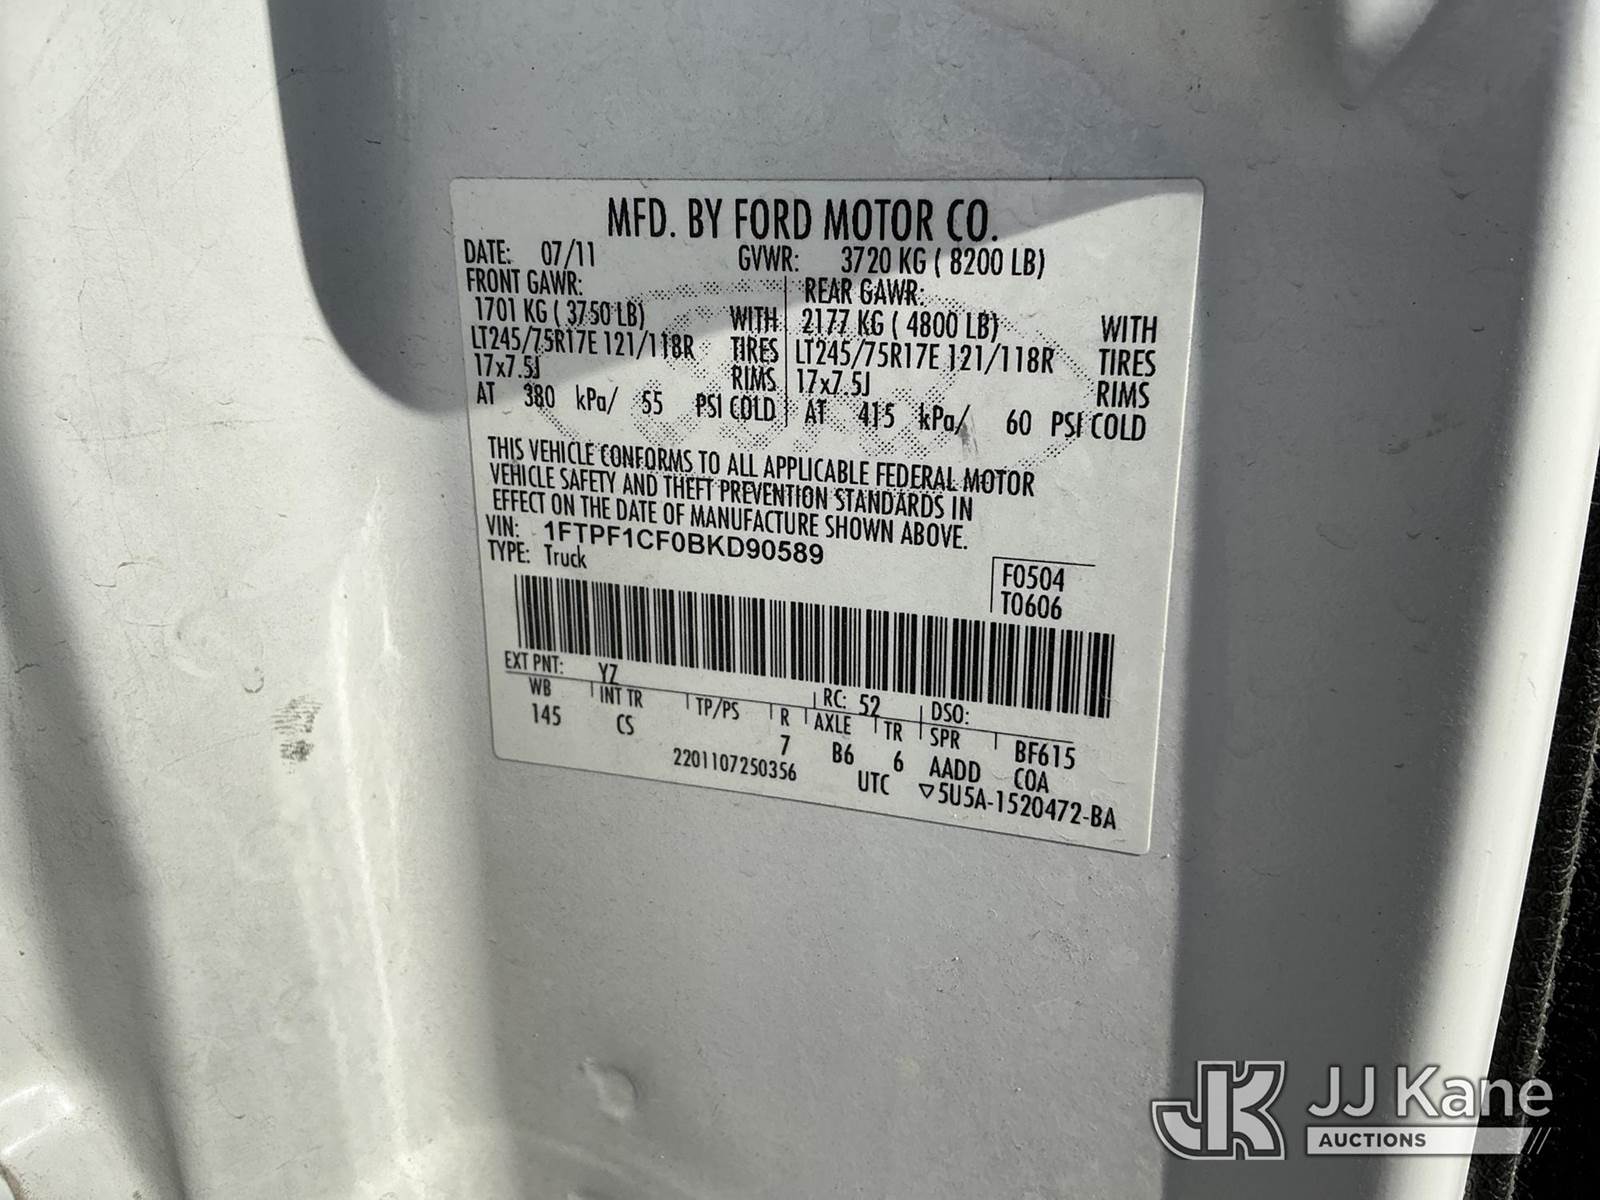 MFD. BY FORD MOTOR CO.
DATE: 07/11 GVWR: 3720 KG ( 8200 LB)
FRONT GAWR: REAR GAWR:
1701 KG ( 3750 LB) WITH 2177 KG ( 4800 LB) WITH
LT245/75R17E 121/118R TIRES LT245/75R17E 121/118R TIRES
17x7.5J RIMS 17x7.5J RIMS
AT 380 kPa/ 55 PSI COLD AT 415 kPa/ 60 PSI COLD
THIS VEHICLE CONFORMS TO ALL APPLICABLE FEDERAL MOTOR
VEHICLE SAFETY AND THEFT PREVENTION STANDARDS IN
EFFECT ON THE DATE OF MANUFACTURE SHOWN ABOVE.
VIN: 1FTPF1CF0BKD90589
TYPE: Truck
F0504
T0606
EXT PNT: YZ RC: 52 DSO:
WB INT TR TP/PS R AXLE TR SPR BF615
145 CS 7 B6 6 AADD COA
2201107250356 UTC ▽5U5A-1520472-BA
JK JJ Kane
AUCTIONS